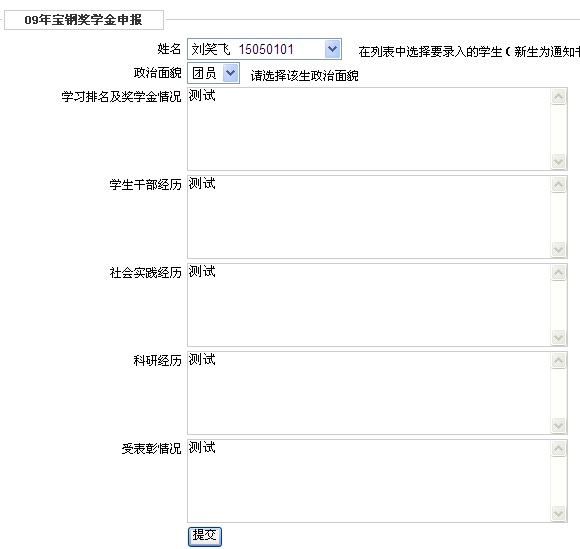 09年宝钢奖学金申报
姓名 刘笑飞 15050101 在列表中选择要录入的学生（新生为通知书
政治面貌 团员 请选择该生政治面貌
学习排名及奖学金情况 测试
学生干部经历 测试
社会实践经历 测试
科研经历 测试
受表彰情况 测试
提交